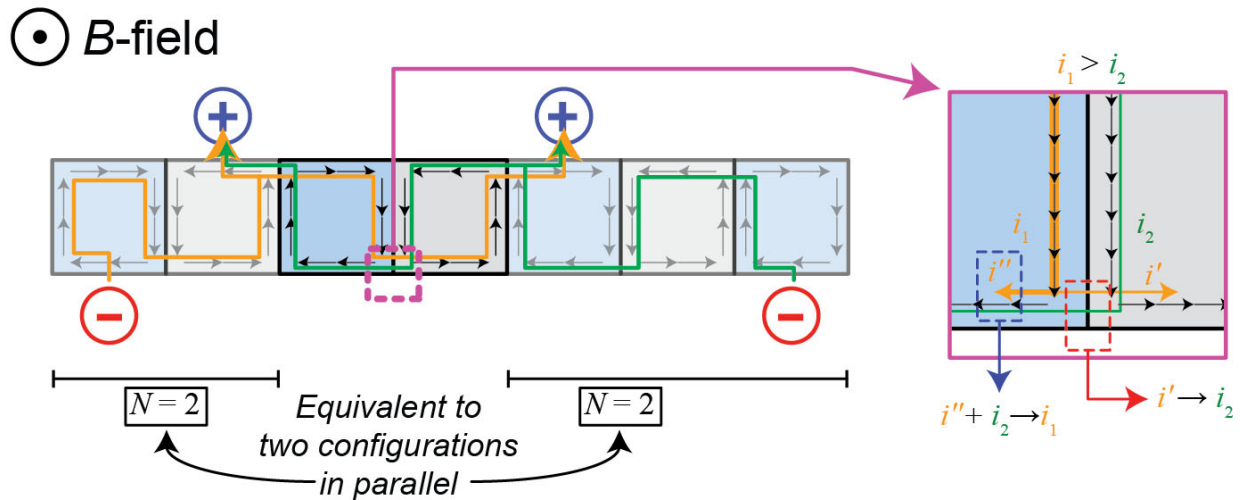 B-field
i₁ > i₂
+
+
i₁
i₂
i''
i'
−
−
N = 2
N = 2
i'' + i₂→i₁
i'→ i₂
Equivalent to
two configurations
in parallel